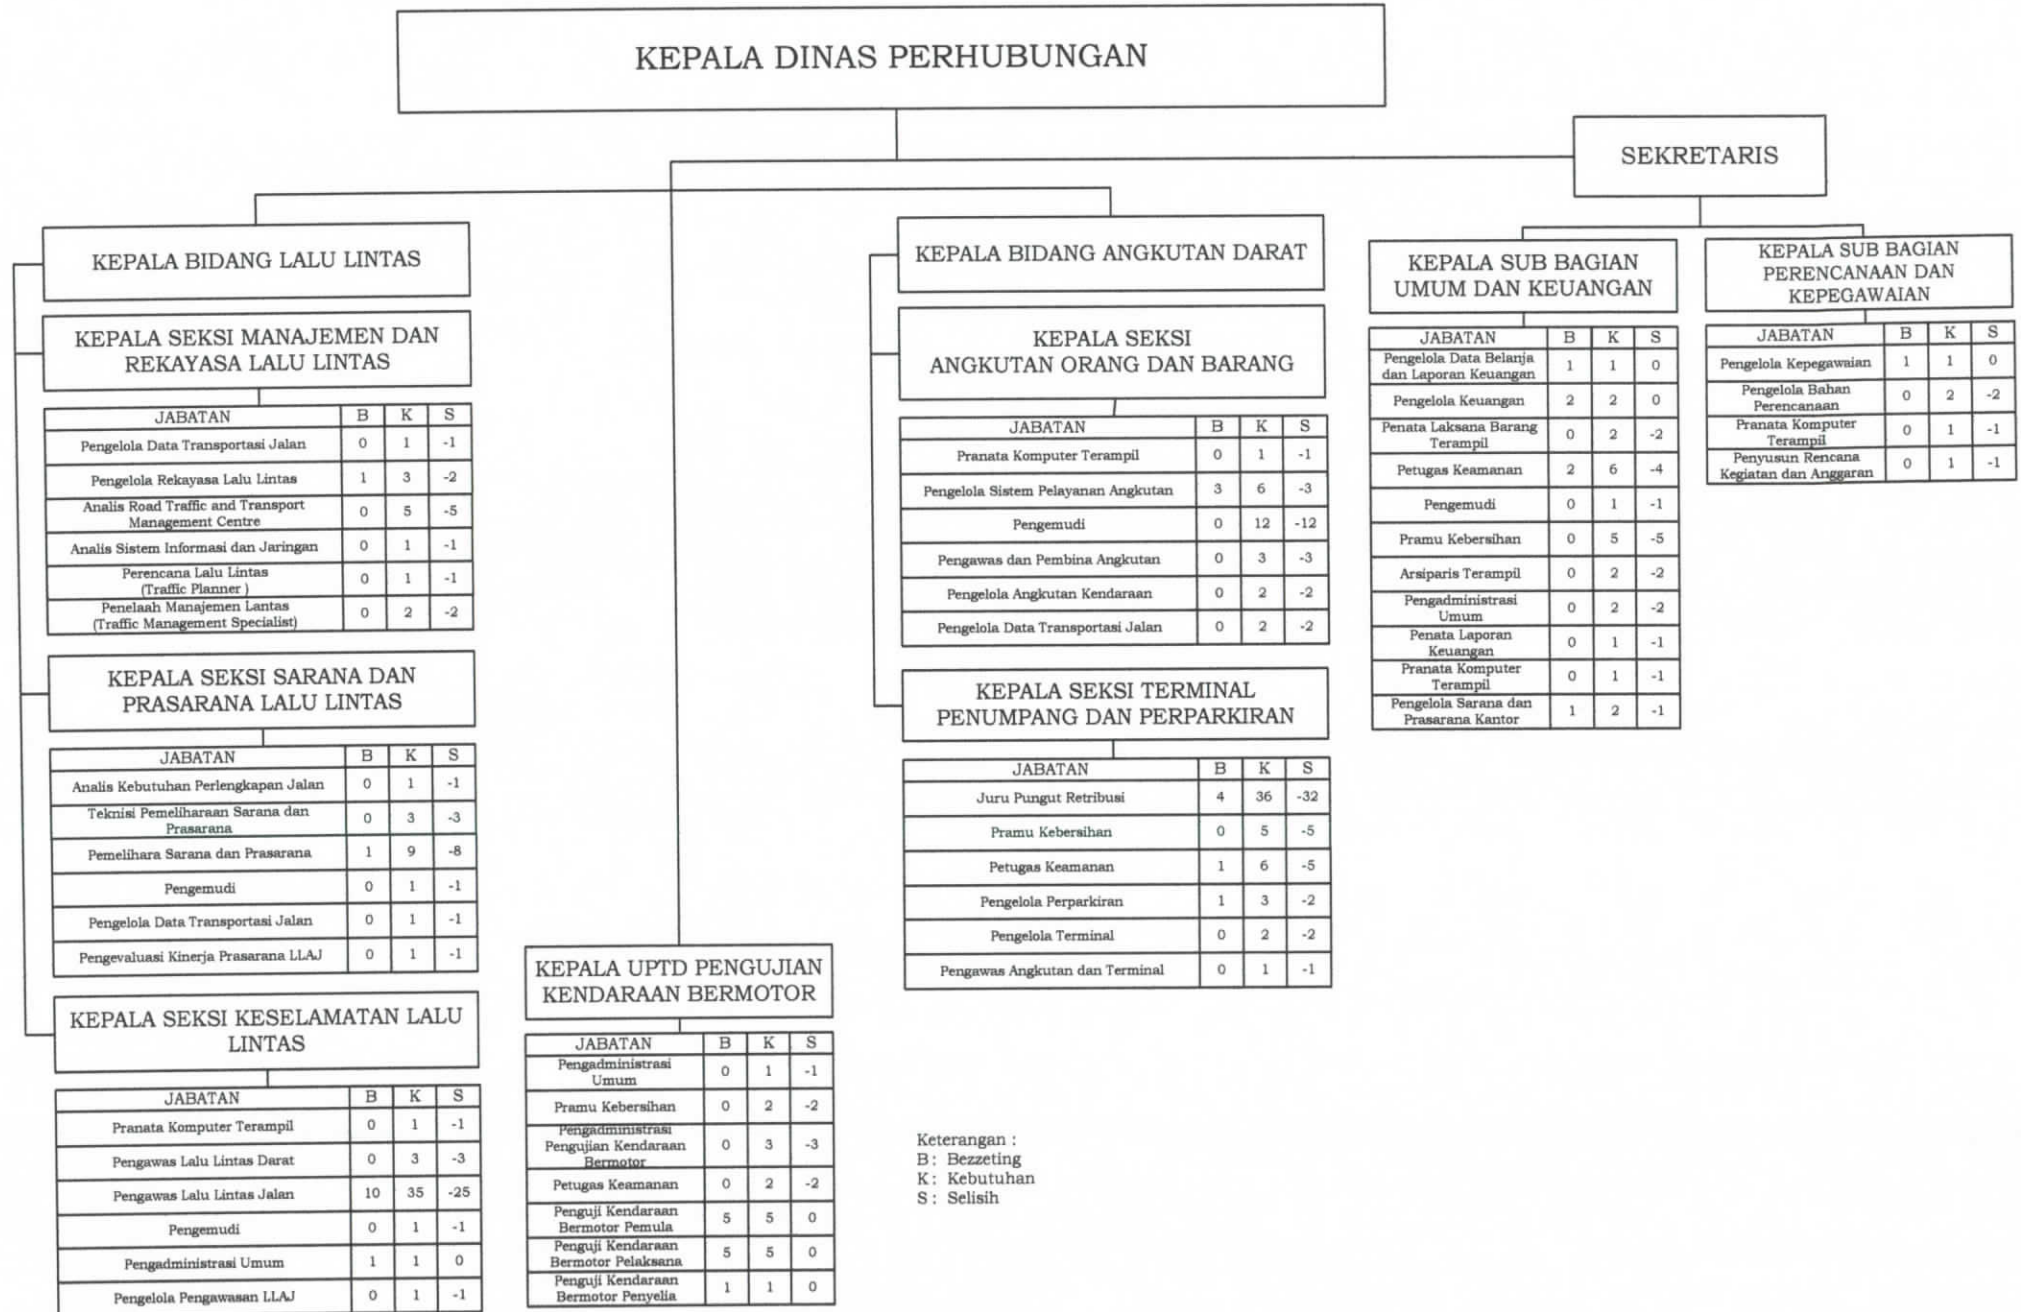 KEPALA DINAS PERHUBUNGAN
SEKRETARIS
KEPALA BIDANG LALU LINTAS
KEPALA SEKSI MANAJEMEN DAN
REKAYASA LALU LINTAS
JABATAN B K S
Pengelola Data Transportasi Jalan 0 1 -1
Pengelola Rekayasa Lalu Lintas 1 3 -2
Analis Road Traffic and Transport
Management Centre 0 5 -5
Analis Sistem Informasi dan Jaringan 0 1 -1
Perencana Lalu Lintas
(Traffic Planner ) 0 1 -1
Penelaah Manajemen Lantas
(Traffic Management Specialist) 0 2 -2
KEPALA SEKSI SARANA DAN
PRASARANA LALU LINTAS
JABATAN B K S
Analis Kebutuhan Perlengkapan Jalan 0 1 -1
Teknisi Pemeliharaan Sarana dan
Prasarana 0 3 -3
Pemelihara Sarana dan Prasarana 1 9 -8
Pengemudi 0 1 -1
Pengelola Data Transportasi Jalan 0 1 -1
Pengevaluasi Kinerja Prasarana LLAJ 0 1 -1
KEPALA SEKSI KESELAMATAN LALU
LINTAS
JABATAN B K S
Pranata Komputer Terampil 0 1 -1
Pengawas Lalu Lintas Darat 0 3 -3
Pengawas Lalu Lintas Jalan 10 35 -25
Pengemudi 0 1 -1
Pengadministrasi Umum 1 1 0
Pengelola Pengawasan LLAJ 0 1 -1
KEPALA UPTD PENGUJIAN
KENDARAAN BERMOTOR
JABATAN B K S
Pengadministrasi
Umum 0 1 -1
Pramu Kebersihan 0 2 -2
Pengadministrasi
Pengujian Kendaraan
Bermotor 0 3 -3
Petugas Keamanan 0 2 -2
Penguji Kendaraan
Bermotor Pemula 5 5 0
Penguji Kendaraan
Bermotor Pelaksana 5 5 0
Penguji Kendaraan
Bermotor Penyelia 1 1 0
KEPALA BIDANG ANGKUTAN DARAT
KEPALA SEKSI
ANGKUTAN ORANG DAN BARANG
JABATAN B K S
Pranata Komputer Terampil 0 1 -1
Pengelola Sistem Pelayanan Angkutan 3 6 -3
Pengemudi 0 12 -12
Pengawas dan Pembina Angkutan 0 3 -3
Pengelola Angkutan Kendaraan 0 2 -2
Pengelola Data Transportasi Jalan 0 2 -2
KEPALA SEKSI TERMINAL
PENUMPANG DAN PERPARKIRAN
JABATAN B K S
Juru Pungut Retribusi 4 36 -32
Pramu Kebersihan 0 5 -5
Petugas Keamanan 1 6 -5
Pengelola Perparkiran 1 3 -2
Pengelola Terminal 0 2 -2
Pengawas Angkutan dan Terminal 0 1 -1
KEPALA SUB BAGIAN
UMUM DAN KEUANGAN
JABATAN B K S
Pengelola Data Belanja
dan Laporan Keuangan 1 1 0
Pengelola Keuangan 2 2 0
Penata Laksana Barang
Terampil 0 2 -2
Petugas Keamanan 2 6 -4
Pengemudi 0 1 -1
Pramu Kebersihan 0 5 -5
Arsiparis Terampil 0 2 -2
Pengadministrasi
Umum 0 2 -2
Penata Laporan
Keuangan 0 1 -1
Pranata Komputer
Terampil 0 1 -1
Pengelola Sarana dan
Prasarana Kantor 1 2 -1
KEPALA SUB BAGIAN
PERENCANAAN DAN
KEPEGAWAIAN
JABATAN B K S
Pengelola Kepegawaian 1 1 0
Pengelola Bahan
Perencanaan 0 2 -2
Pranata Komputer
Terampil 0 1 -1
Penyusun Rencana
Kegiatan dan Anggaran 0 1 -1
Keterangan :
B : Bezzeting
K : Kebutuhan
S : Selisih